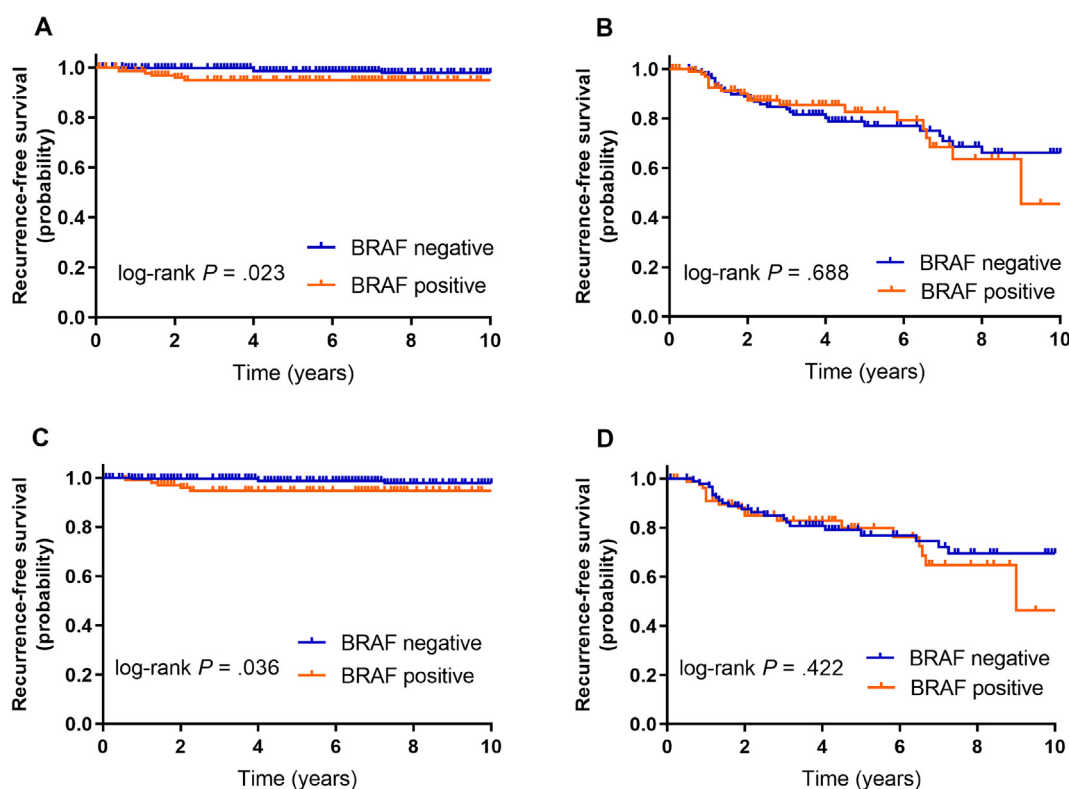 A
Recurrence-free survival
(probability)
1.0
0.8
0.6
0.4
0.2
0.0
0 2 4 6 8 10
Time (years)
log-rank P = .023
BRAF negative
BRAF positive
B
Recurrence-free survival
(probability)
1.0
0.8
0.6
0.4
0.2
0.0
0 2 4 6 8 10
Time (years)
log-rank P = .688
BRAF negative
BRAF positive
C
Recurrence-free survival
(probability)
1.0
0.8
0.6
0.4
0.2
0.0
0 2 4 6 8 10
Time (years)
log-rank P = .036
BRAF negative
BRAF positive
D
Recurrence-free survival
(probability)
1.0
0.8
0.6
0.4
0.2
0.0
0 2 4 6 8 10
Time (years)
log-rank P = .422
BRAF negative
BRAF positive